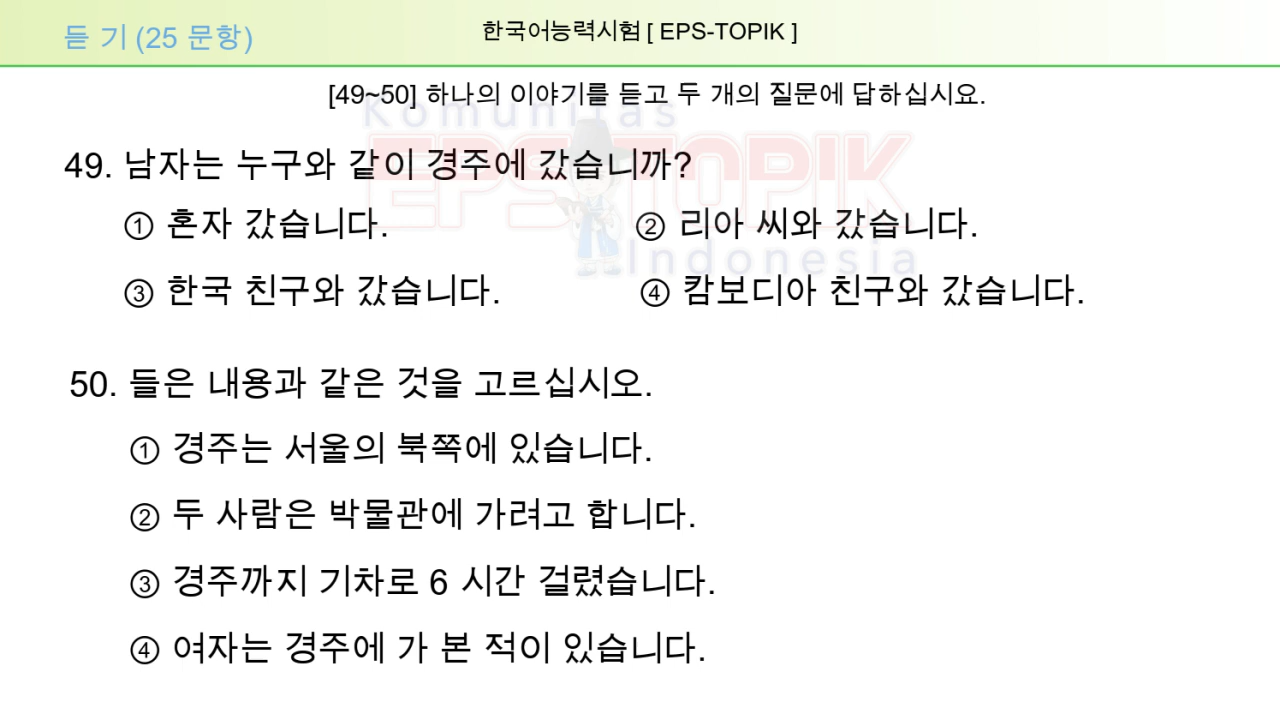 듣 기 (25 문항)
한국어능력시험 [ EPS-TOPIK ]
[49~50] 하나의 이야기를 듣고 두 개의 질문에 답하십시요.
Komunitas
EPS TOPIK
Indonesia
49. 남자는 누구와 같이 경주에 갔습니까?
① 혼자 갔습니다. ② 리아 씨와 갔습니다.
③ 한국 친구와 갔습니다. ④ 캄보디아 친구와 갔습니다.
50. 들은 내용과 같은 것을 고르십시오.
① 경주는 서울의 북쪽에 있습니다.
② 두 사람은 박물관에 가려고 합니다.
③ 경주까지 기차로 6 시간 걸렸습니다.
④ 여자는 경주에 가 본 적이 있습니다.